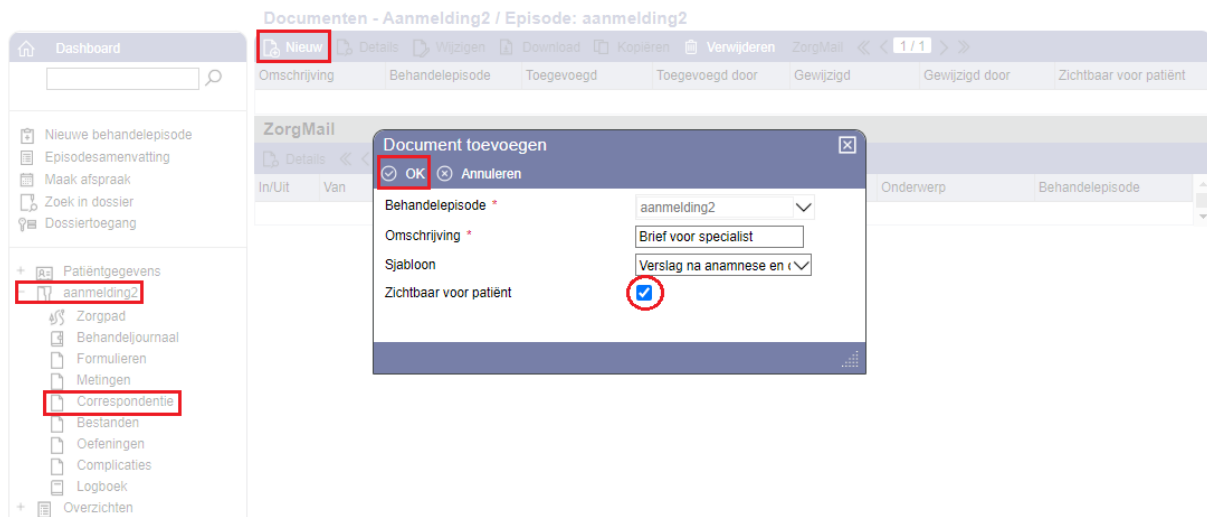 Documenten - Aanmelding2 / Episode: aanmelding2
Dashboard
Nieuw Details Wijzigen Download Kopiëren Verwijderen ZorgMail 1 / 1
Omschrijving Behandelepisode Toegevoegd Toegevoegd door Gewijzigd Gewijzigd door Zichtbaar voor patiënt
Nieuwe behandelepisode
Episodesamenvatting
Maak afspraak
Zoek in dossier
Dossiertoegang
+ Patiëntgegevens
- aanmelding2
Zorgpad
Behandeljournaal
Formulieren
Metingen
Correspondentie
Bestanden
Oefeningen
Complicaties
Logboek
+ Overzichten
ZorgMail
Details
In/Uit Van Onderwerp Behandelepisode
Document toevoegen
OK Annuleren
Behandelepisode * aanmelding2
Omschrijving * Brief voor specialist
Sjabloon Verslag na anamnese en
Zichtbaar voor patiënt